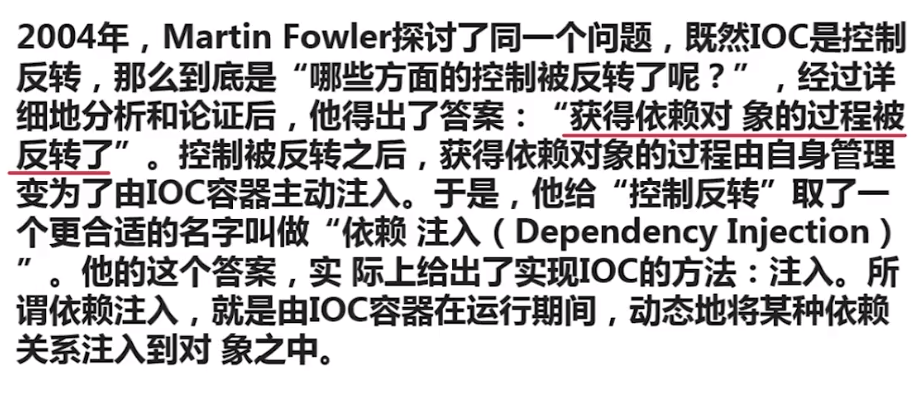 2004年，Martin Fowler探讨了同一个问题，既然IOC是控制
反转，那么到底是“哪些方面的控制被反转了呢？”，经过详
细地分析和论证后，他得出了答案：“获得依赖对 象的过程被
反转了”。控制被反转之后，获得依赖对象的过程由自身管理
变为了由IOC容器主动注入。于是，他给“控制反转”取了一
个更合适的名字叫做“依赖 注入（Dependency Injection）
”。他的这个答案，实 际上给出了实现IOC的方法：注入。所
谓依赖注入，就是由IOC容器在运行期间，动态地将某种依赖
关系注入到对 象之中。